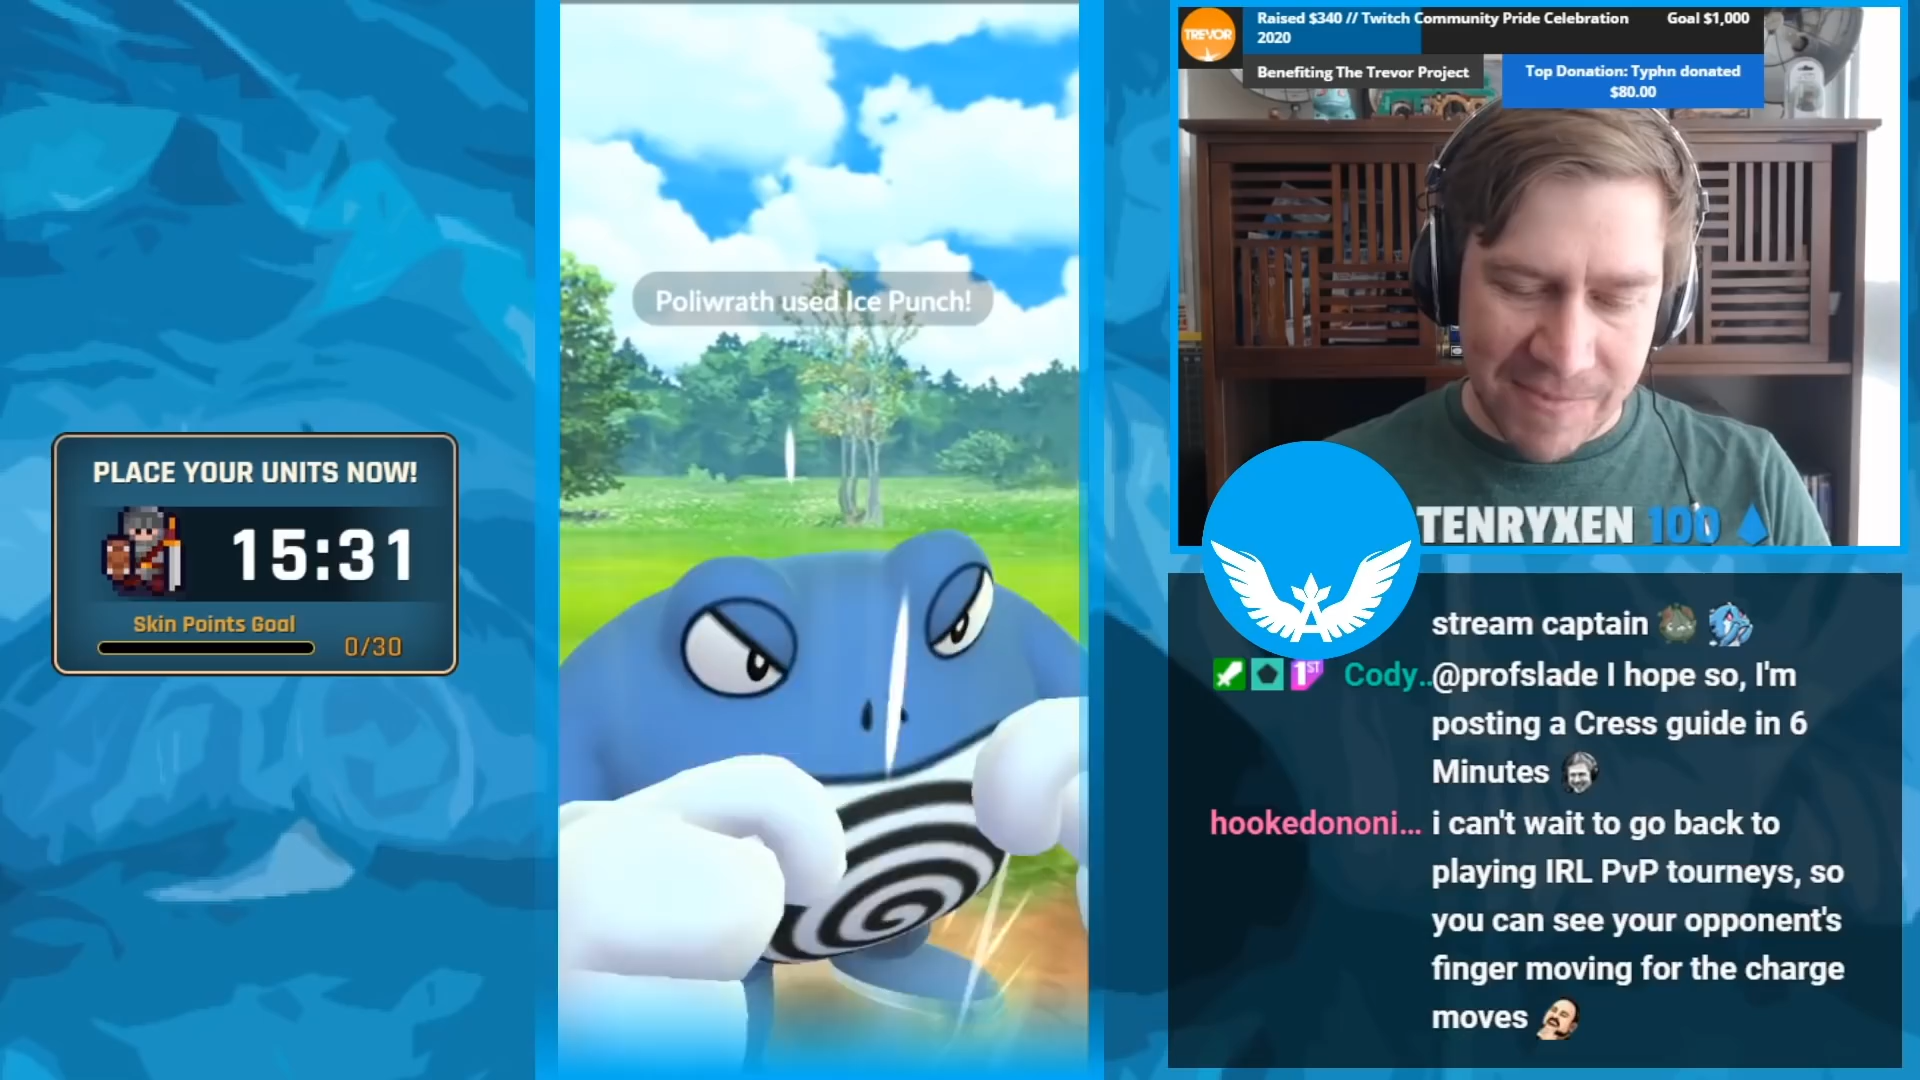 Raised $340 // Twitch Community Pride Celebration
2020
Goal $1,000
TREVOR
Benefiting The Trevor Project
Top Donation: Typhn donated
$80.00
Poliwrath used Ice Punch!
PLACE YOUR UNITS NOW!
15:31
Skin Points Goal
0/30
TENRYXEN 100
A
stream captain
1ST Cody.. @profslade I hope so, I'm
posting a Cress guide in 6
Minutes
hookedononi... i can't wait to go back to
playing IRL PvP tourneys, so
you can see your opponent's
finger moving for the charge
moves